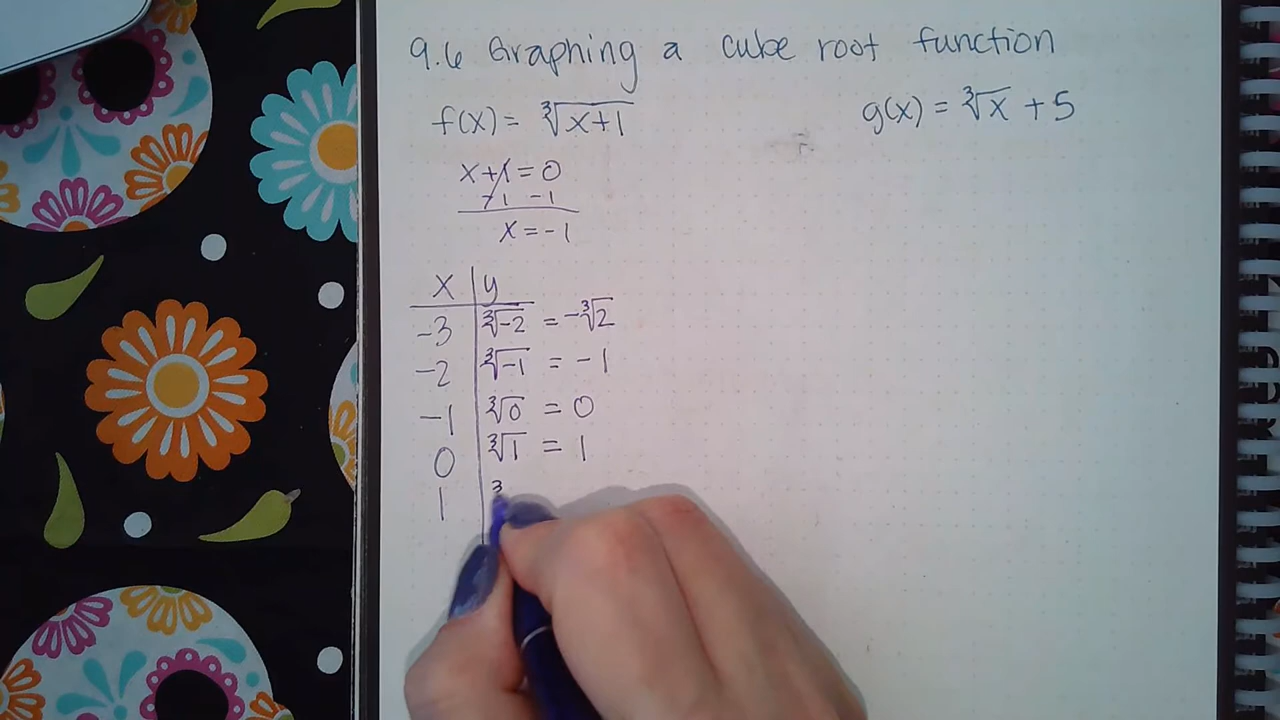 9.6 Graphing a cube root function
f(x) = ∛(x+1)
g(x) = ∛x + 5
x+1=0
-1 -1
x=-1
x y
-3 ∛-2 = -∛2
-2 ∛-1 = -1
-1 ∛0 = 0
0 ∛1 = 1
1 3